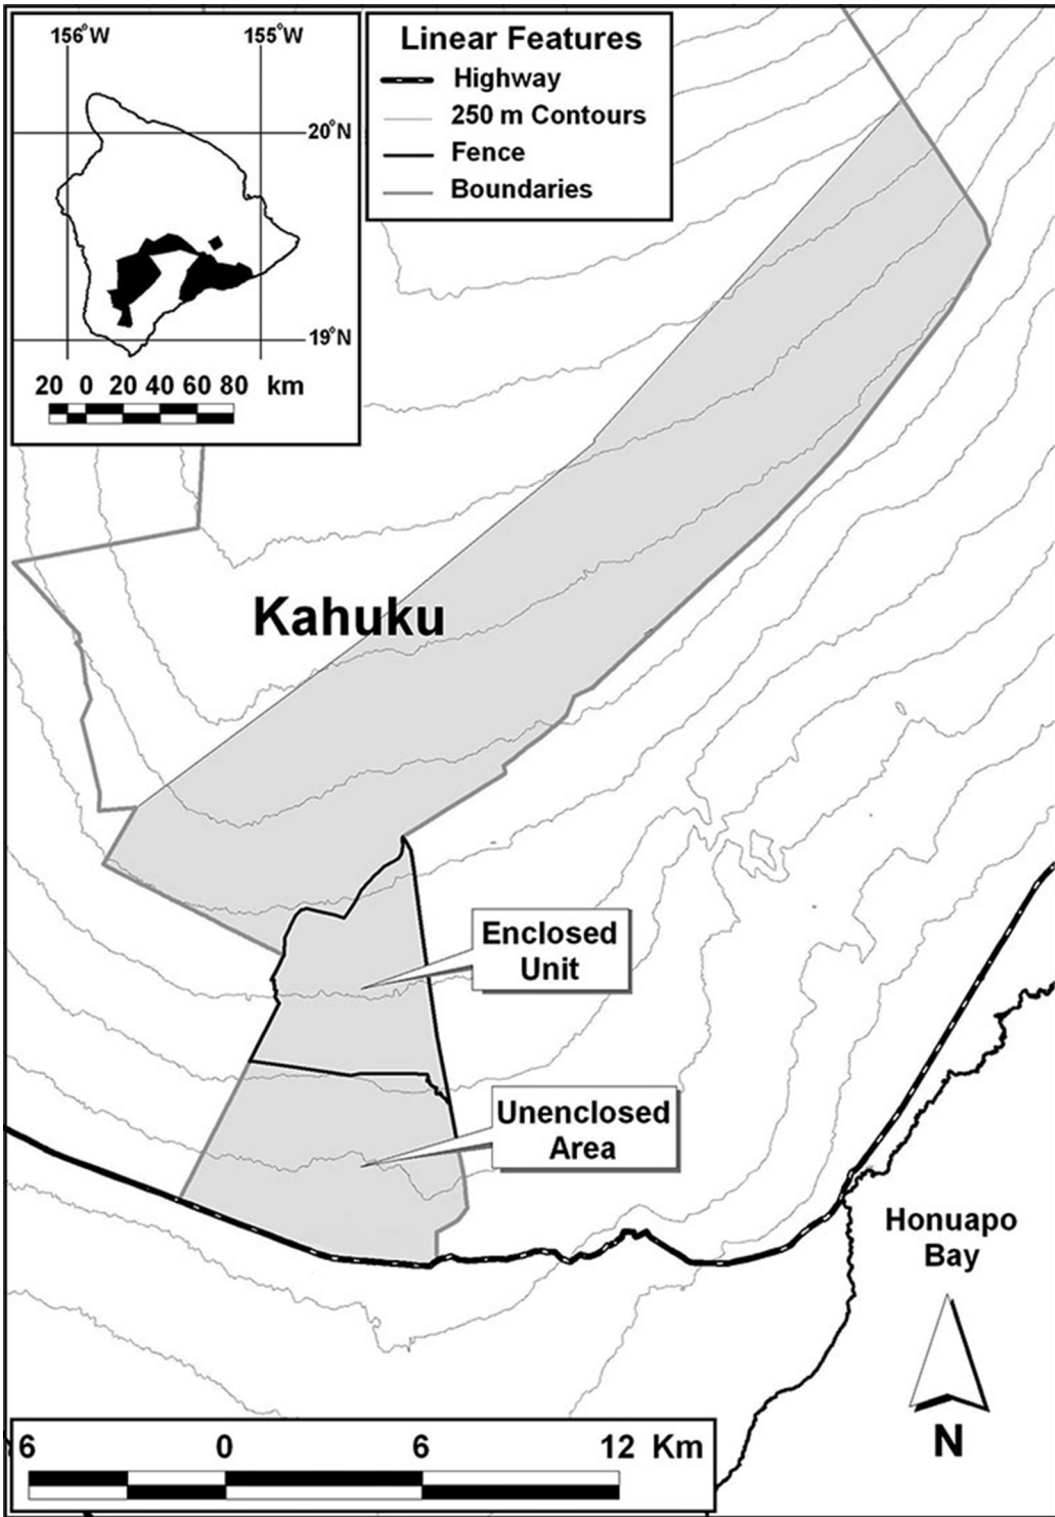 156°W
155°W
20°N
19°N
20 0 20 40 60 80 km
Linear Features
Highway
250 m Contours
Fence
Boundaries
Kahuku
Enclosed
Unit
Unenclosed
Area
Honuapo
Bay
N
6 0 6 12 Km